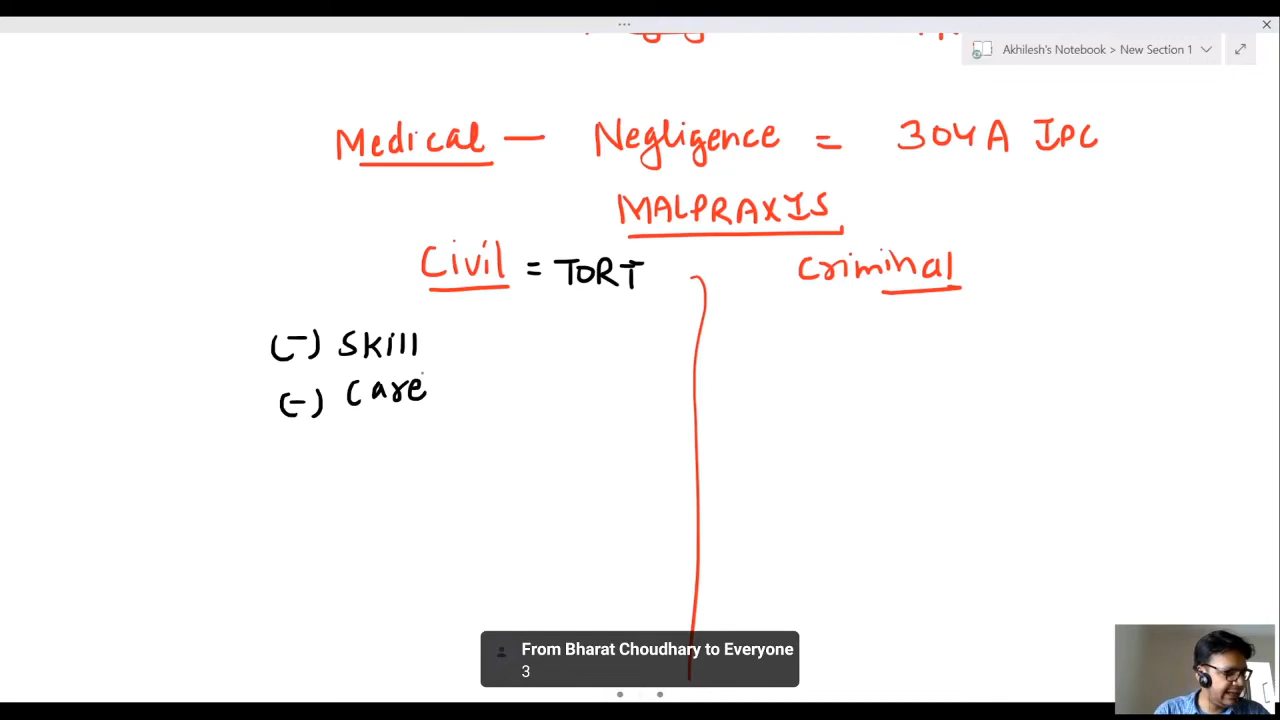 Akhilesh's Notebook > New Section 1
Medical — Negligence = 304A IPC
MALPRAXIS
Civil = TORT
Criminal
(-) Skill
(-) Care
From Bharat Choudhary to Everyone
3